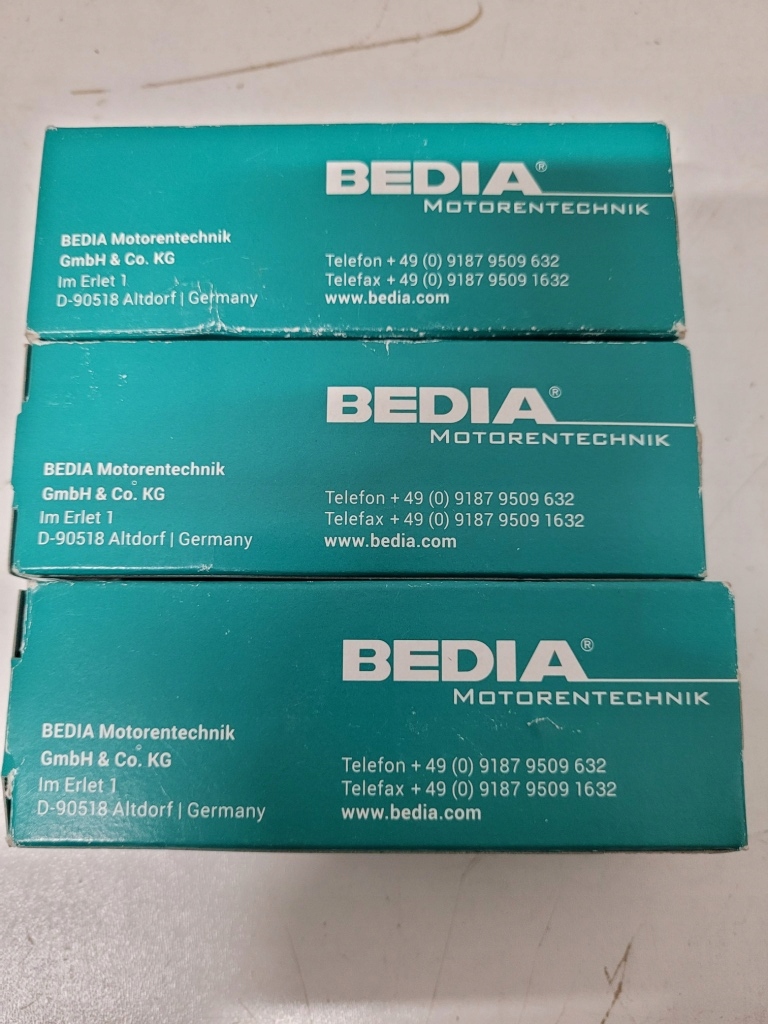 BEDIA®
MOTORENTECHNIK
BEDIA Motorentechnik
GmbH & Co. KG
Im Erlet 1
D-90518 Altdorf | Germany
Telefon + 49 (0) 9187 9509 632
Telefax + 49 (0) 9187 9509 1632
www.bedia.com
BEDIA®
MOTORENTECHNIK
BEDIA Motorentechnik
GmbH & Co. KG
Im Erlet 1
D-90518 Altdorf | Germany
Telefon + 49 (0) 9187 9509 632
Telefax + 49 (0) 9187 9509 1632
www.bedia.com
BEDIA®
MOTORENTECHNIK
BEDIA Motorentechnik
GmbH & Co. KG
Im Erlet 1
D-90518 Altdorf | Germany
Telefon + 49 (0) 9187 9509 632
Telefax + 49 (0) 9187 9509 1632
www.bedia.com